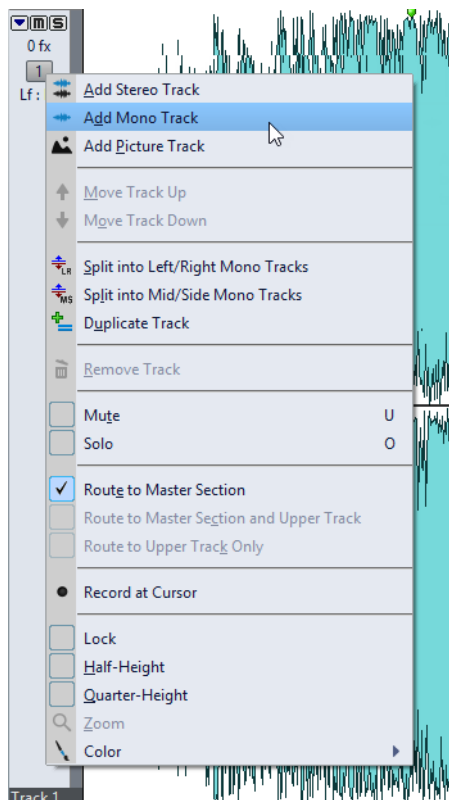 m S
0 fx
1
Lf :
Add Stereo Track
Add Mono Track
Add Picture Track
Move Track Up
Move Track Down
LR Split into Left/Right Mono Tracks
MS Split into Mid/Side Mono Tracks
Duplicate Track
Remove Track
Mute U
Solo O
Route to Master Section
Route to Master Section and Upper Track
Route to Upper Track Only
Record at Cursor
Lock
Half-Height
Quarter-Height
Zoom
Color
Track 1